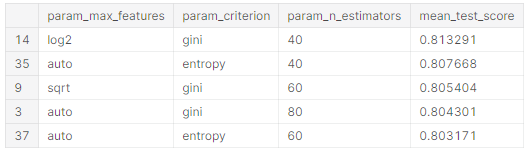 param_max_features param_criterion param_n_estimators mean_test_score
14 log2 gini 40 0.813291
35 auto entropy 40 0.807668
9 sqrt gini 60 0.805404
3 auto gini 80 0.804301
37 auto entropy 60 0.803171